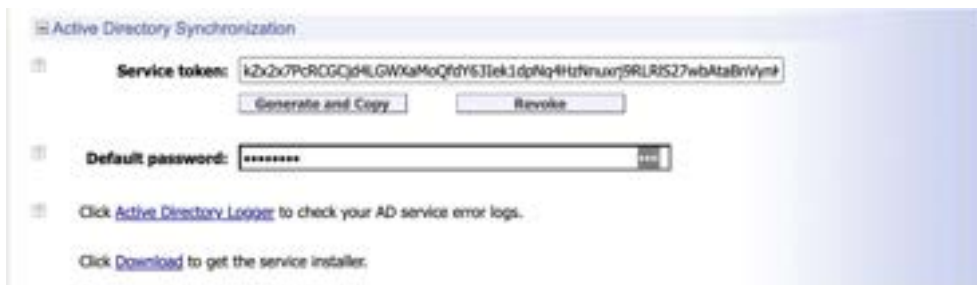 Active Directory Synchronization
Service token:
Generate and Copy Revoke
Default password: ••••••••
Click Active Directory Logger to check your AD service error logs.
Click Download to get the service installer.